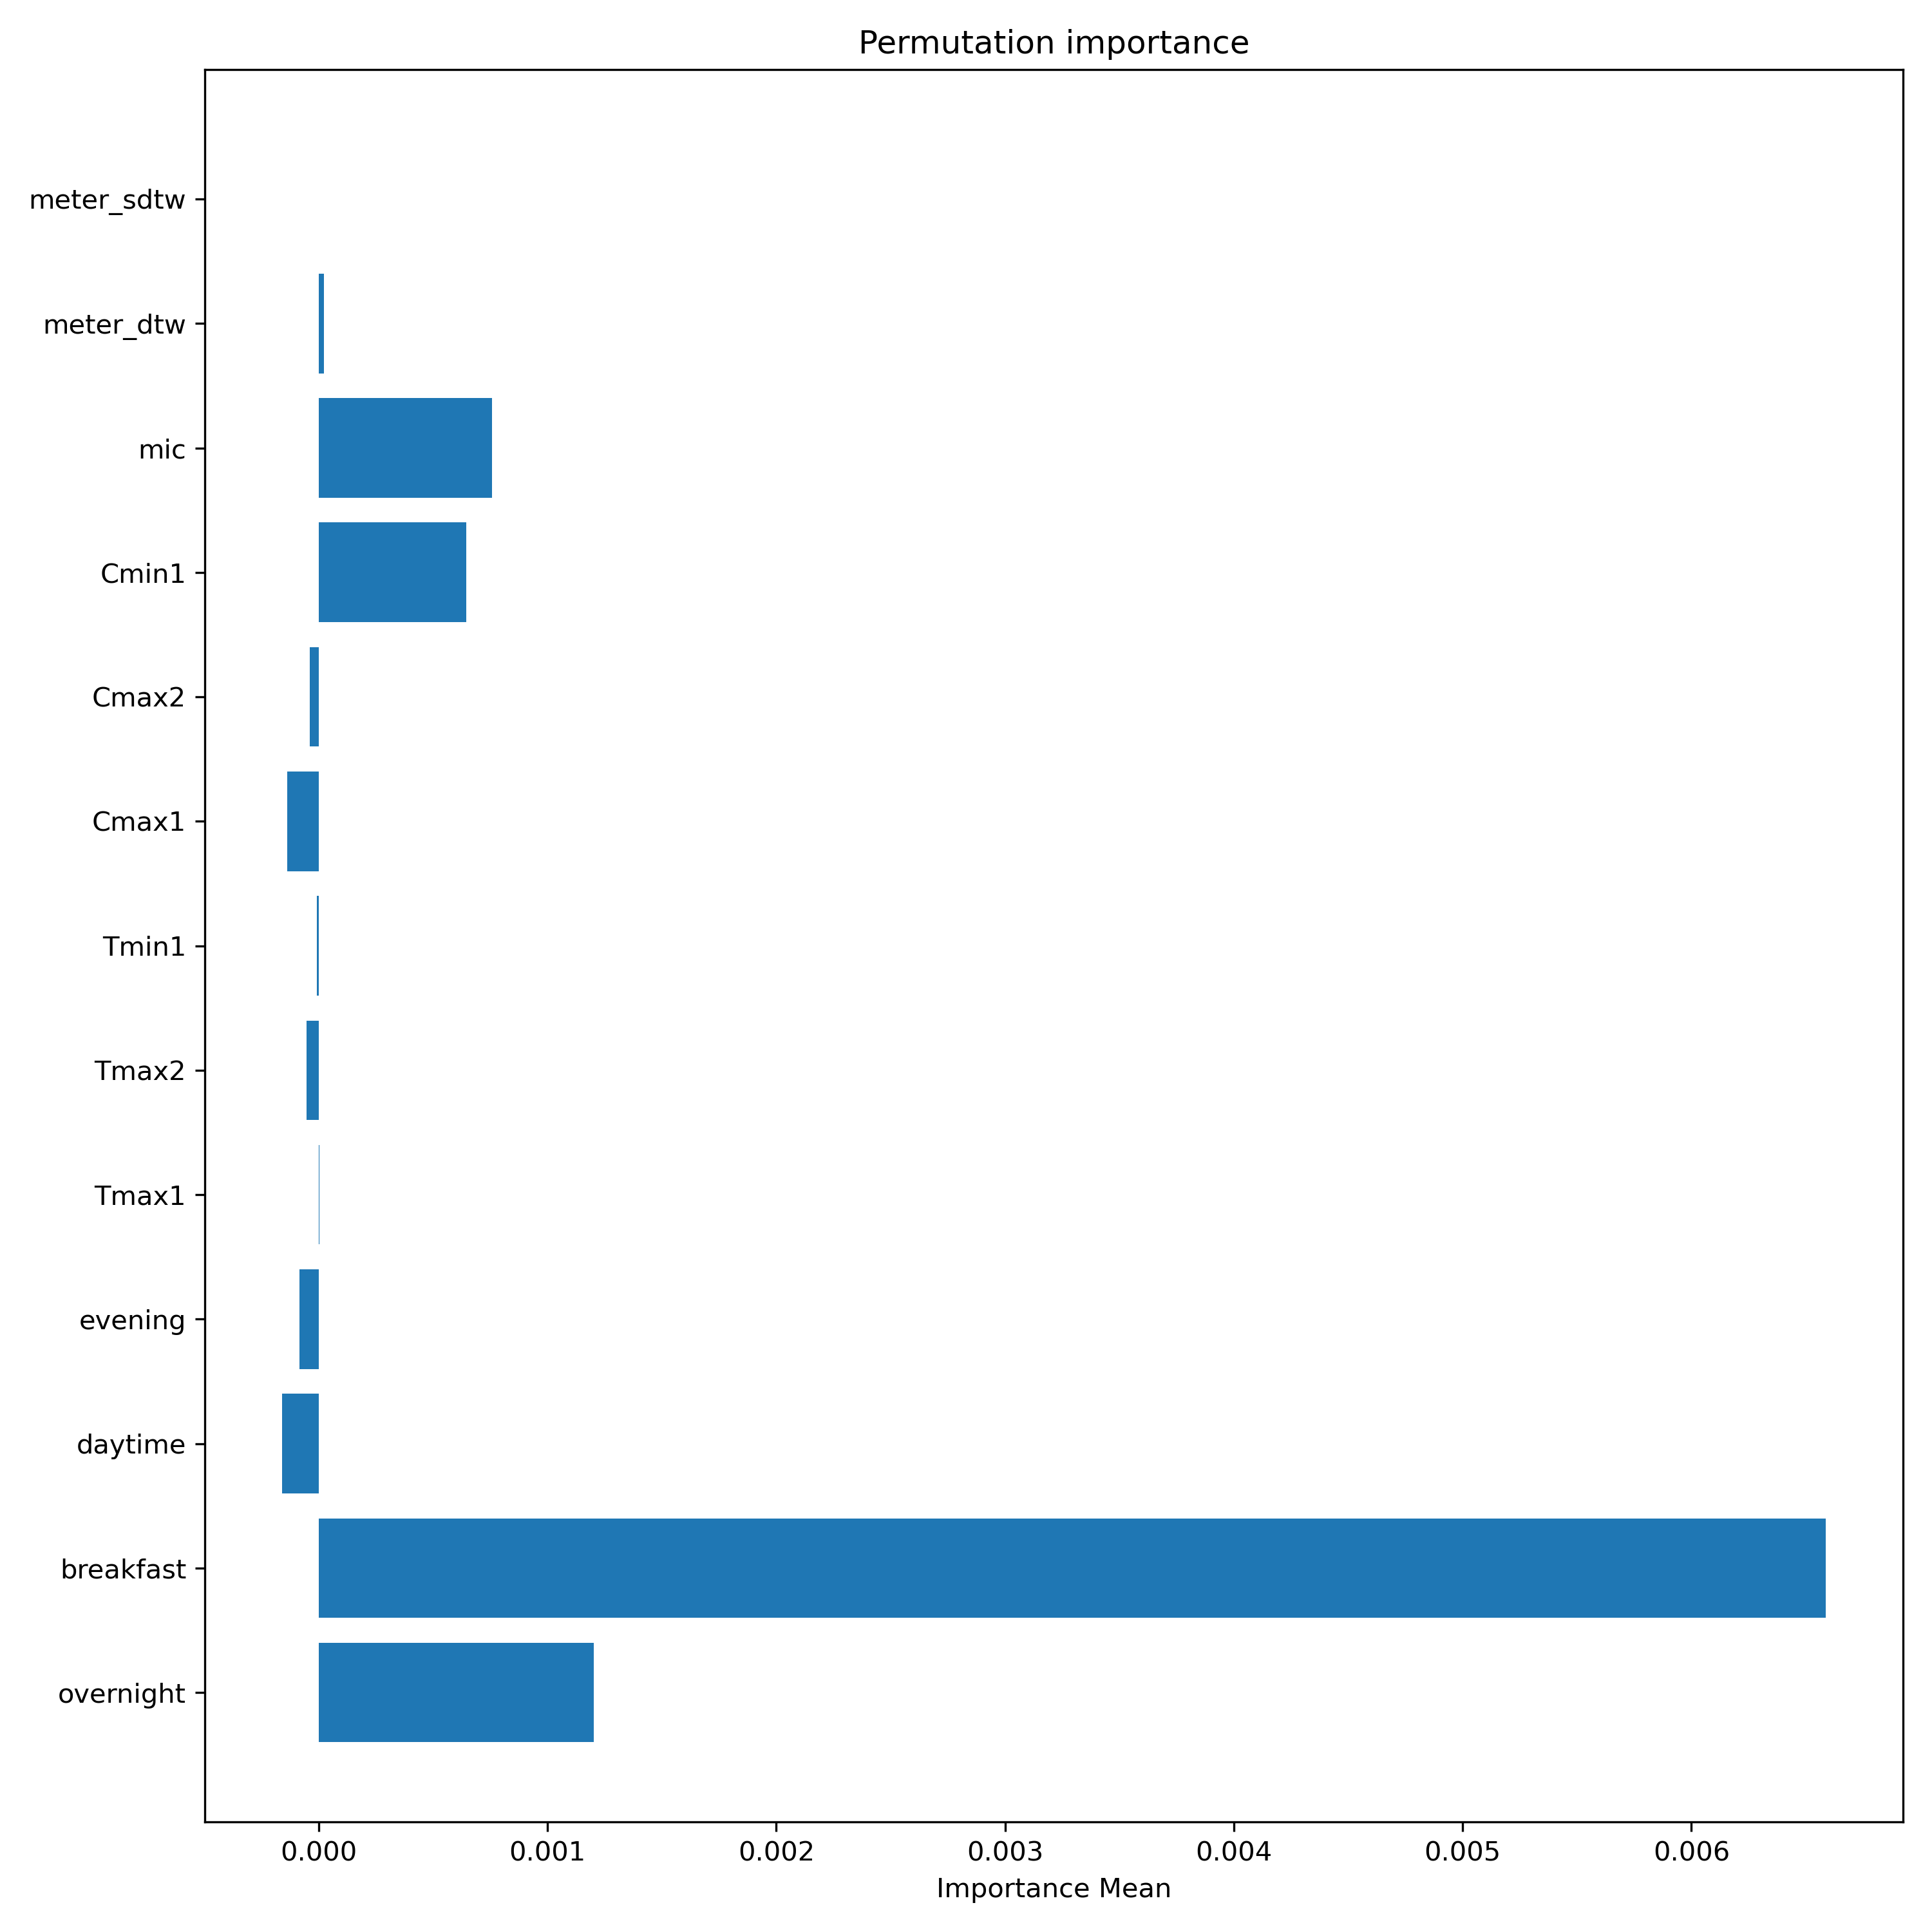 Permutation importance
meter_sdtw
meter_dtw
mic
Cmin1
Cmax2
Cmax1
Tmin1
Tmax2
Tmax1
evening
daytime
breakfast
overnight
0.000 0.001 0.002 0.003 0.004 0.005 0.006
Importance Mean